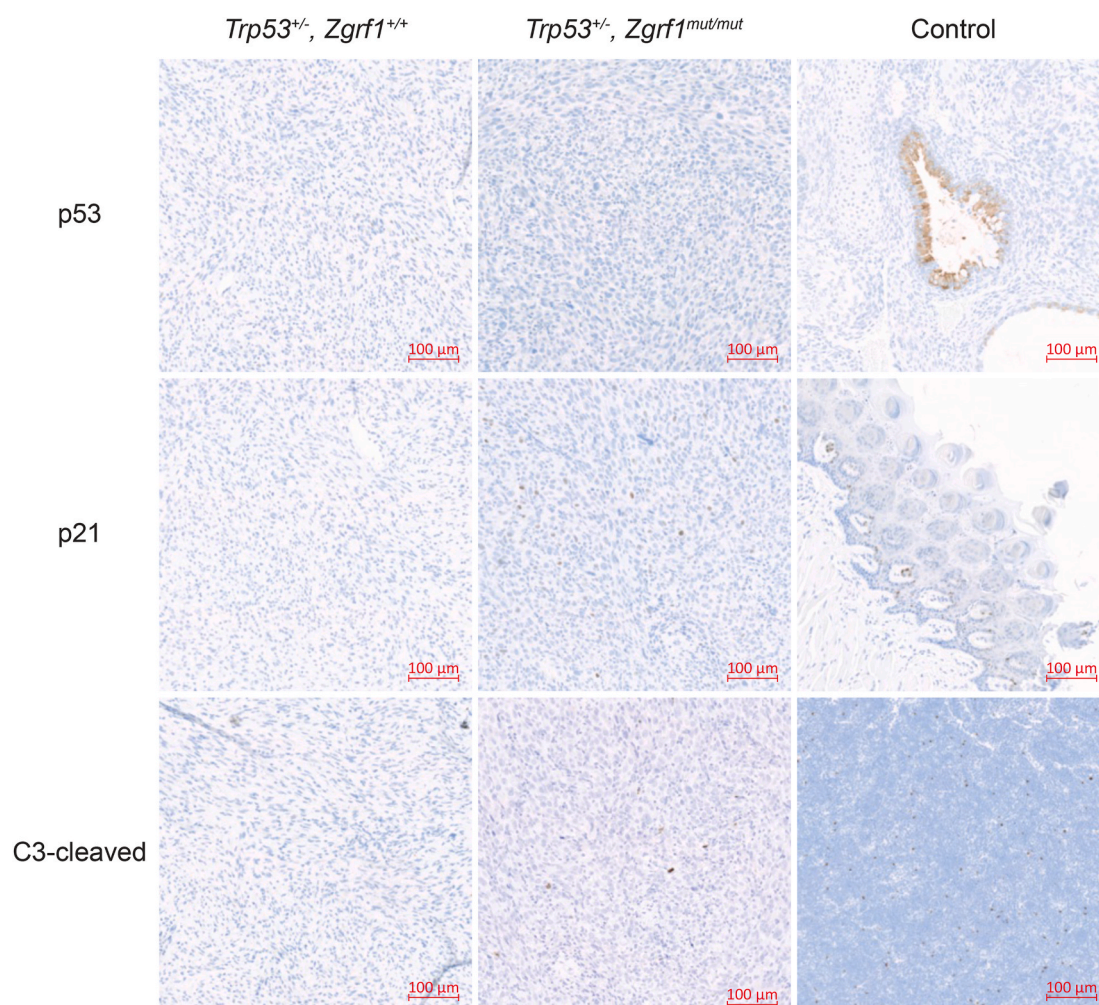 Trp53+/-, Zgrf1+/+ Trp53+/-, Zgrf1mut/mut Control
p53
100 µm 100 µm 100 µm
p21
100 µm 100 µm 100 µm
C3-cleaved
100 µm 100 µm 100 µm